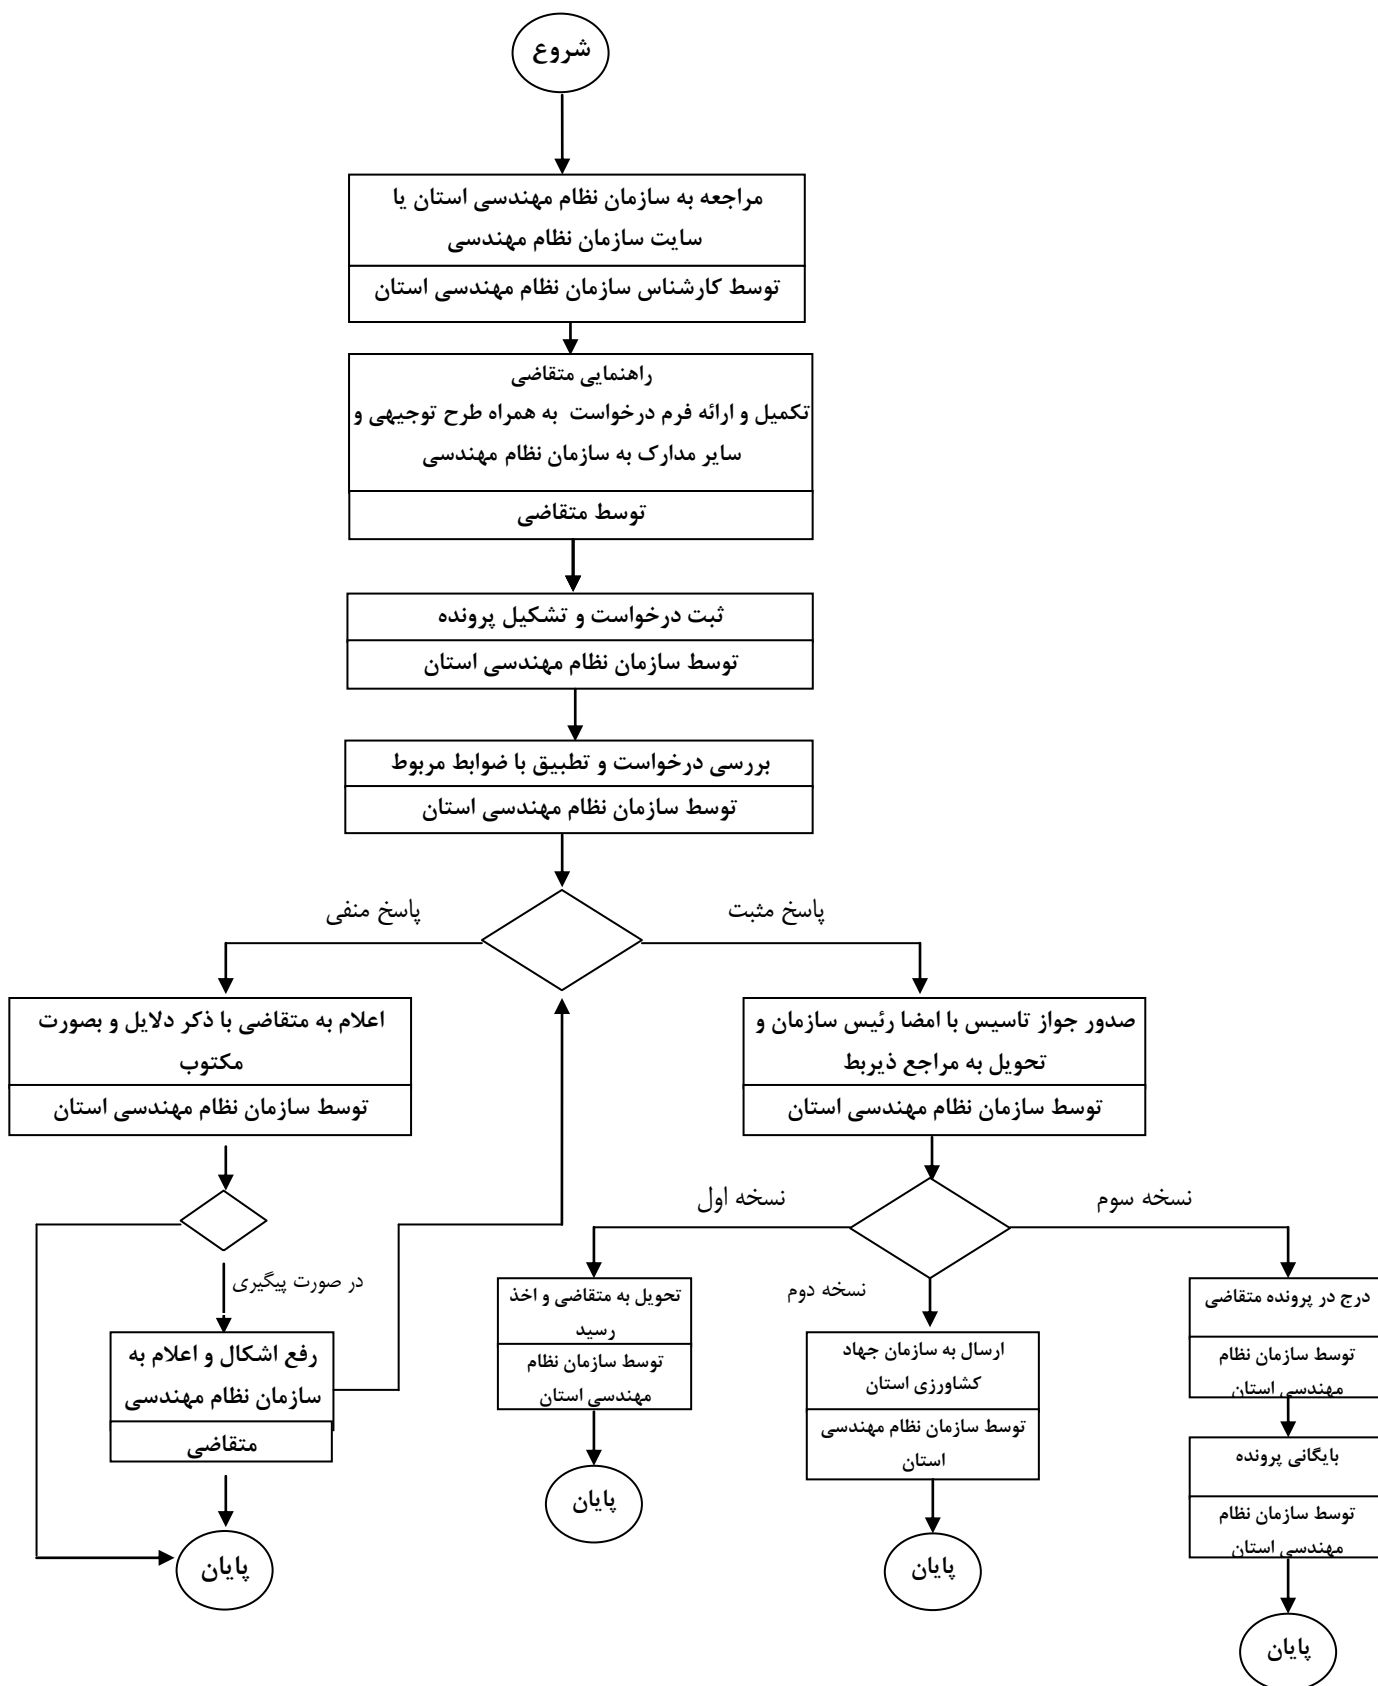 شروع
مراجعه به سازمان نظام مهندسی استان یا
سایت سازمان نظام مهندسی
توسط کارشناس سازمان نظام مهندسی استان
راهنمایی متقاضی
تکمیل و ارائه فرم درخواست به همراه طرح توجیهی و
سایر مدارک به سازمان نظام مهندسی
توسط متقاضی
ثبت درخواست و تشکیل پرونده
توسط سازمان نظام مهندسی استان
بررسی درخواست و تطبیق با ضوابط مربوط
توسط سازمان نظام مهندسی استان
پاسخ مثبت
پاسخ منفی
صدور جواز تاسیس با امضا رئیس سازمان و
تحویل به مراجع ذیربط
توسط سازمان نظام مهندسی استان
اعلام به متقاضی با ذکر دلایل و بصورت
مکتوب
توسط سازمان نظام مهندسی استان
نسخه سوم
نسخه اول
نسخه دوم
در صورت پیگیری
درج در پرونده متقاضی
توسط سازمان نظام
مهندسی استان
بایگانی پرونده
توسط سازمان نظام
مهندسی استان
پایان
ارسال به سازمان جهاد
کشاورزی استان
توسط سازمان نظام مهندسی
استان
پایان
تحویل به متقاضی و اخذ
رسید
توسط سازمان نظام
مهندسی استان
پایان
رفع اشکال و اعلام به
سازمان نظام مهندسی
متقاضی
پایان